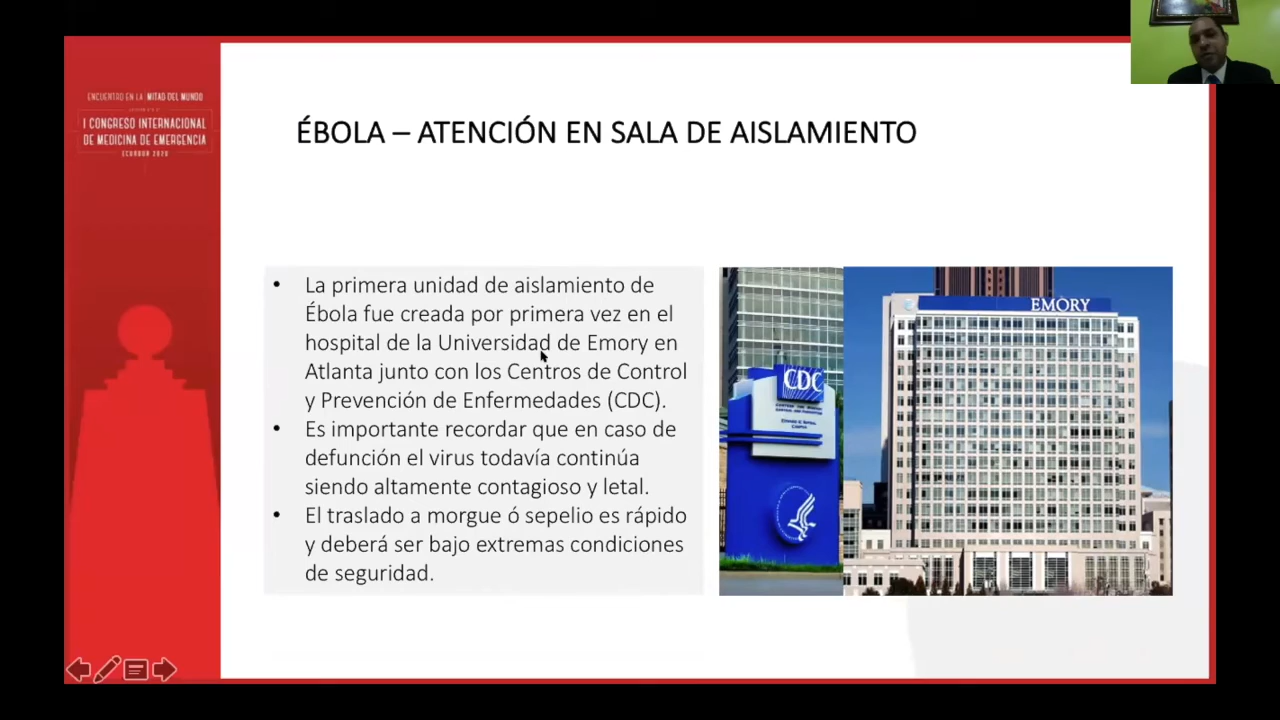 ENCUENTRO EN LA MITAD DEL MUNDO
I CONGRESO INTERNACIONAL
DE MEDICINA DE EMERGENCIA
ECUADOR 2020
ÉBOLA – ATENCIÓN EN SALA DE AISLAMIENTO
• La primera unidad de aislamiento de
Ébola fue creada por primera vez en el
hospital de la Universidad de Emory en
Atlanta junto con los Centros de Control
y Prevención de Enfermedades (CDC).
• Es importante recordar que en caso de
defunción el virus todavía continúa
siendo altamente contagioso y letal.
• El traslado a morgue ó sepelio es rápido
y deberá ser bajo extremas condiciones
de seguridad.
CDC
EMORY